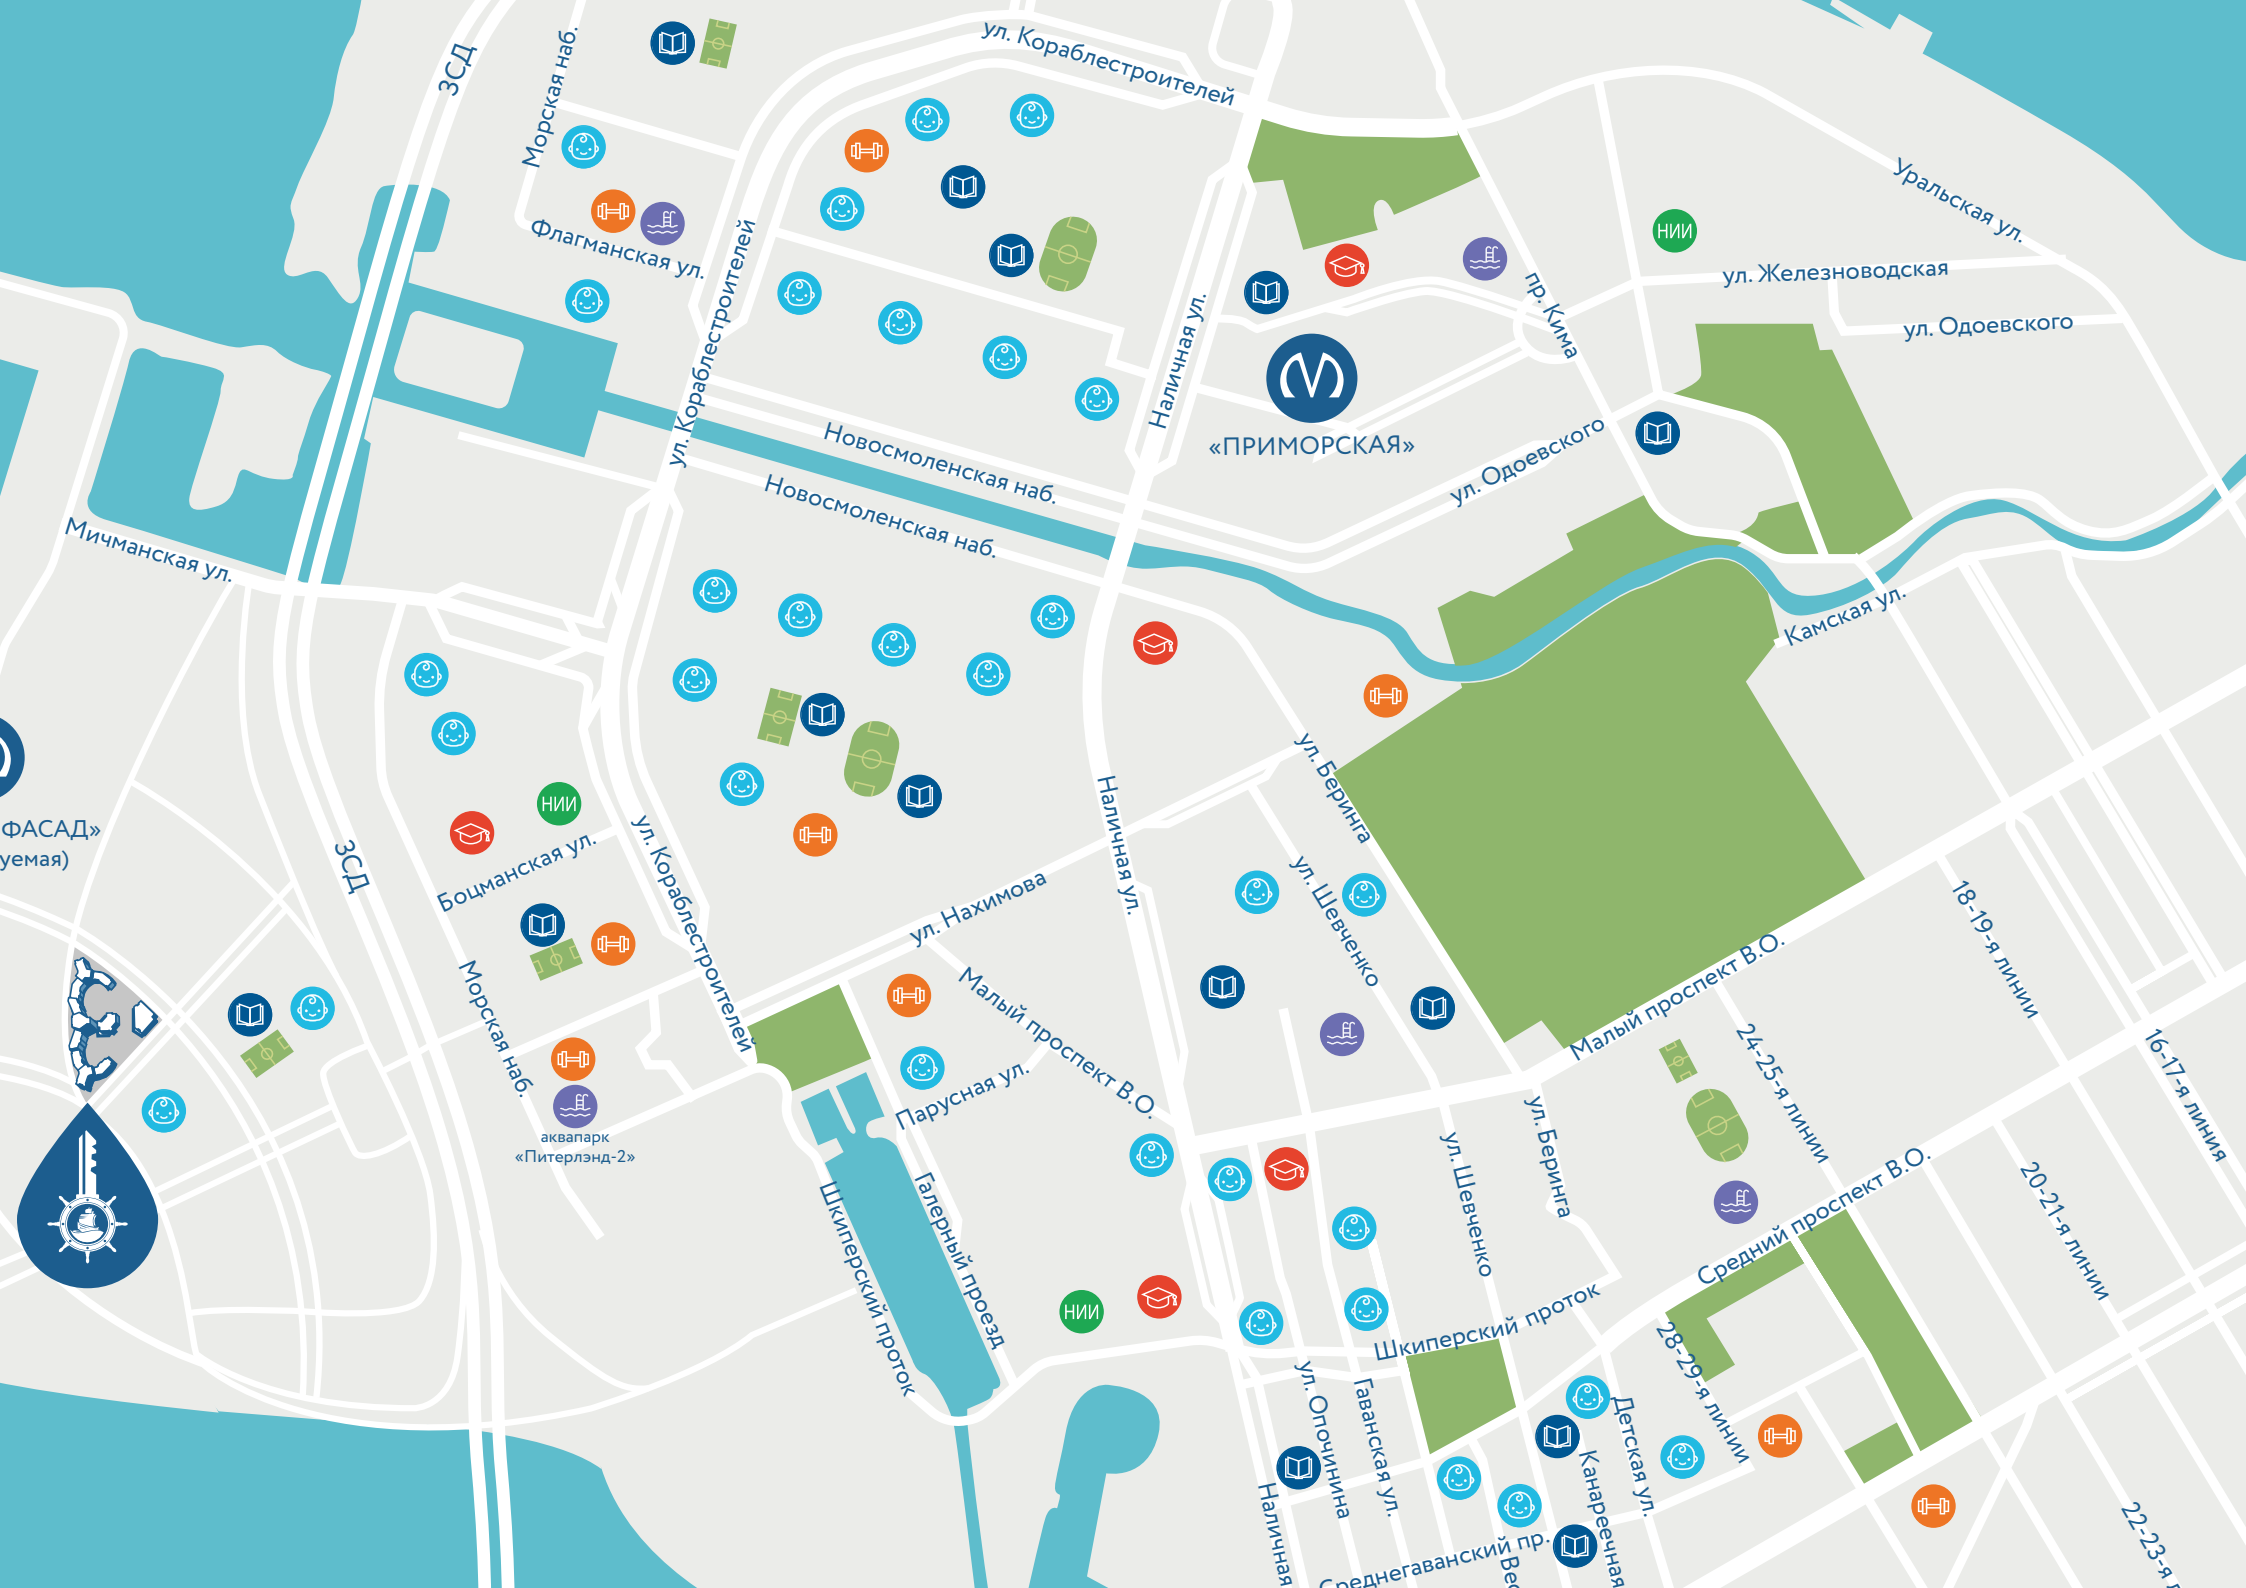 ЗСД
Морская наб.
ул. Кораблестроителей
Флагманская ул.
ул. Кораблестроителей
Наличная ул.
Уральская ул.
НИИ
ул. Железноводская
ул. Одоевского
пр. Кима
«ПРИМОРСКАЯ»
ул. Одоевского
Новосмоленская наб.
Новосмоленская наб.
Мичманская ул.
Камская ул.
ФАСАД»
уемая)
ЗСД
НИИ
Боцманская ул.
ул. Кораблестроителей
Морская наб.
ул. Нахимова
Наличная ул.
ул. Беринга
ул. Шевченко
Малый проспект В.О.
Малый проспект В.О.
Парусная ул.
18-19-я линии
16-17-я линия
24-25-я линии
20-21-я линии
22-23-я л
аквапарк
«Питерлэнд-2»
Шкиперский проток
Галерный проезд
НИИ
ул. Шевченко
ул. Беринга
Средний проспект В.О.
Шкиперский проток
28-29-я линии
ул. Опочинина
Гаванская ул.
Детская ул.
Канареечная
Наличная
Среднегаванский пр.
Вес